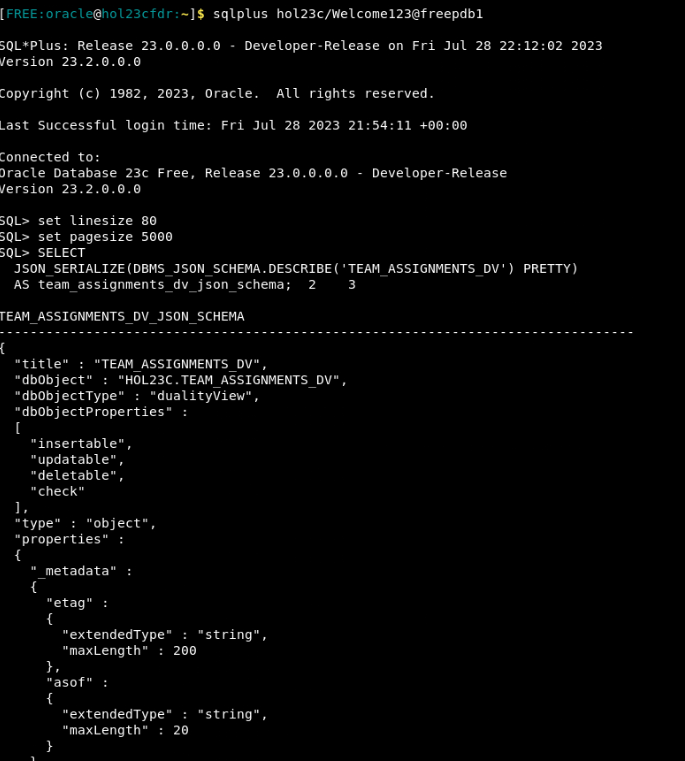 [FREE:oracle@hol23cfdr:~]$ sqlplus hol23c/Welcome123@freepdb1
SQL*Plus: Release 23.0.0.0.0 - Developer-Release on Fri Jul 28 22:12:02 2023
Version 23.2.0.0.0
Copyright (c) 1982, 2023, Oracle.  All rights reserved.
Last Successful login time: Fri Jul 28 2023 21:54:11 +00:00
Connected to:
Oracle Database 23c Free, Release 23.0.0.0.0 - Developer-Release
Version 23.2.0.0.0
SQL> set linesize 80
SQL> set pagesize 5000
SQL> SELECT
  JSON_SERIALIZE(DBMS_JSON_SCHEMA.DESCRIBE('TEAM_ASSIGNMENTS_DV') PRETTY)
  AS team_assignments_dv_json_schema;  2    3
TEAM_ASSIGNMENTS_DV_JSON_SCHEMA
--------------------------------------------------------------------------------
{
  "title" : "TEAM_ASSIGNMENTS_DV",
  "dbObject" : "HOL23C.TEAM_ASSIGNMENTS_DV",
  "dbObjectType" : "dualityView",
  "dbObjectProperties" :
  [
    "insertable",
    "updatable",
    "deletable",
    "check"
  ],
  "type" : "object",
  "properties" :
  {
    "_metadata" :
    {
      "etag" :
      {
        "extendedType" : "string",
        "maxLength" : 200
      },
      "asof" :
      {
        "extendedType" : "string",
        "maxLength" : 20
      }